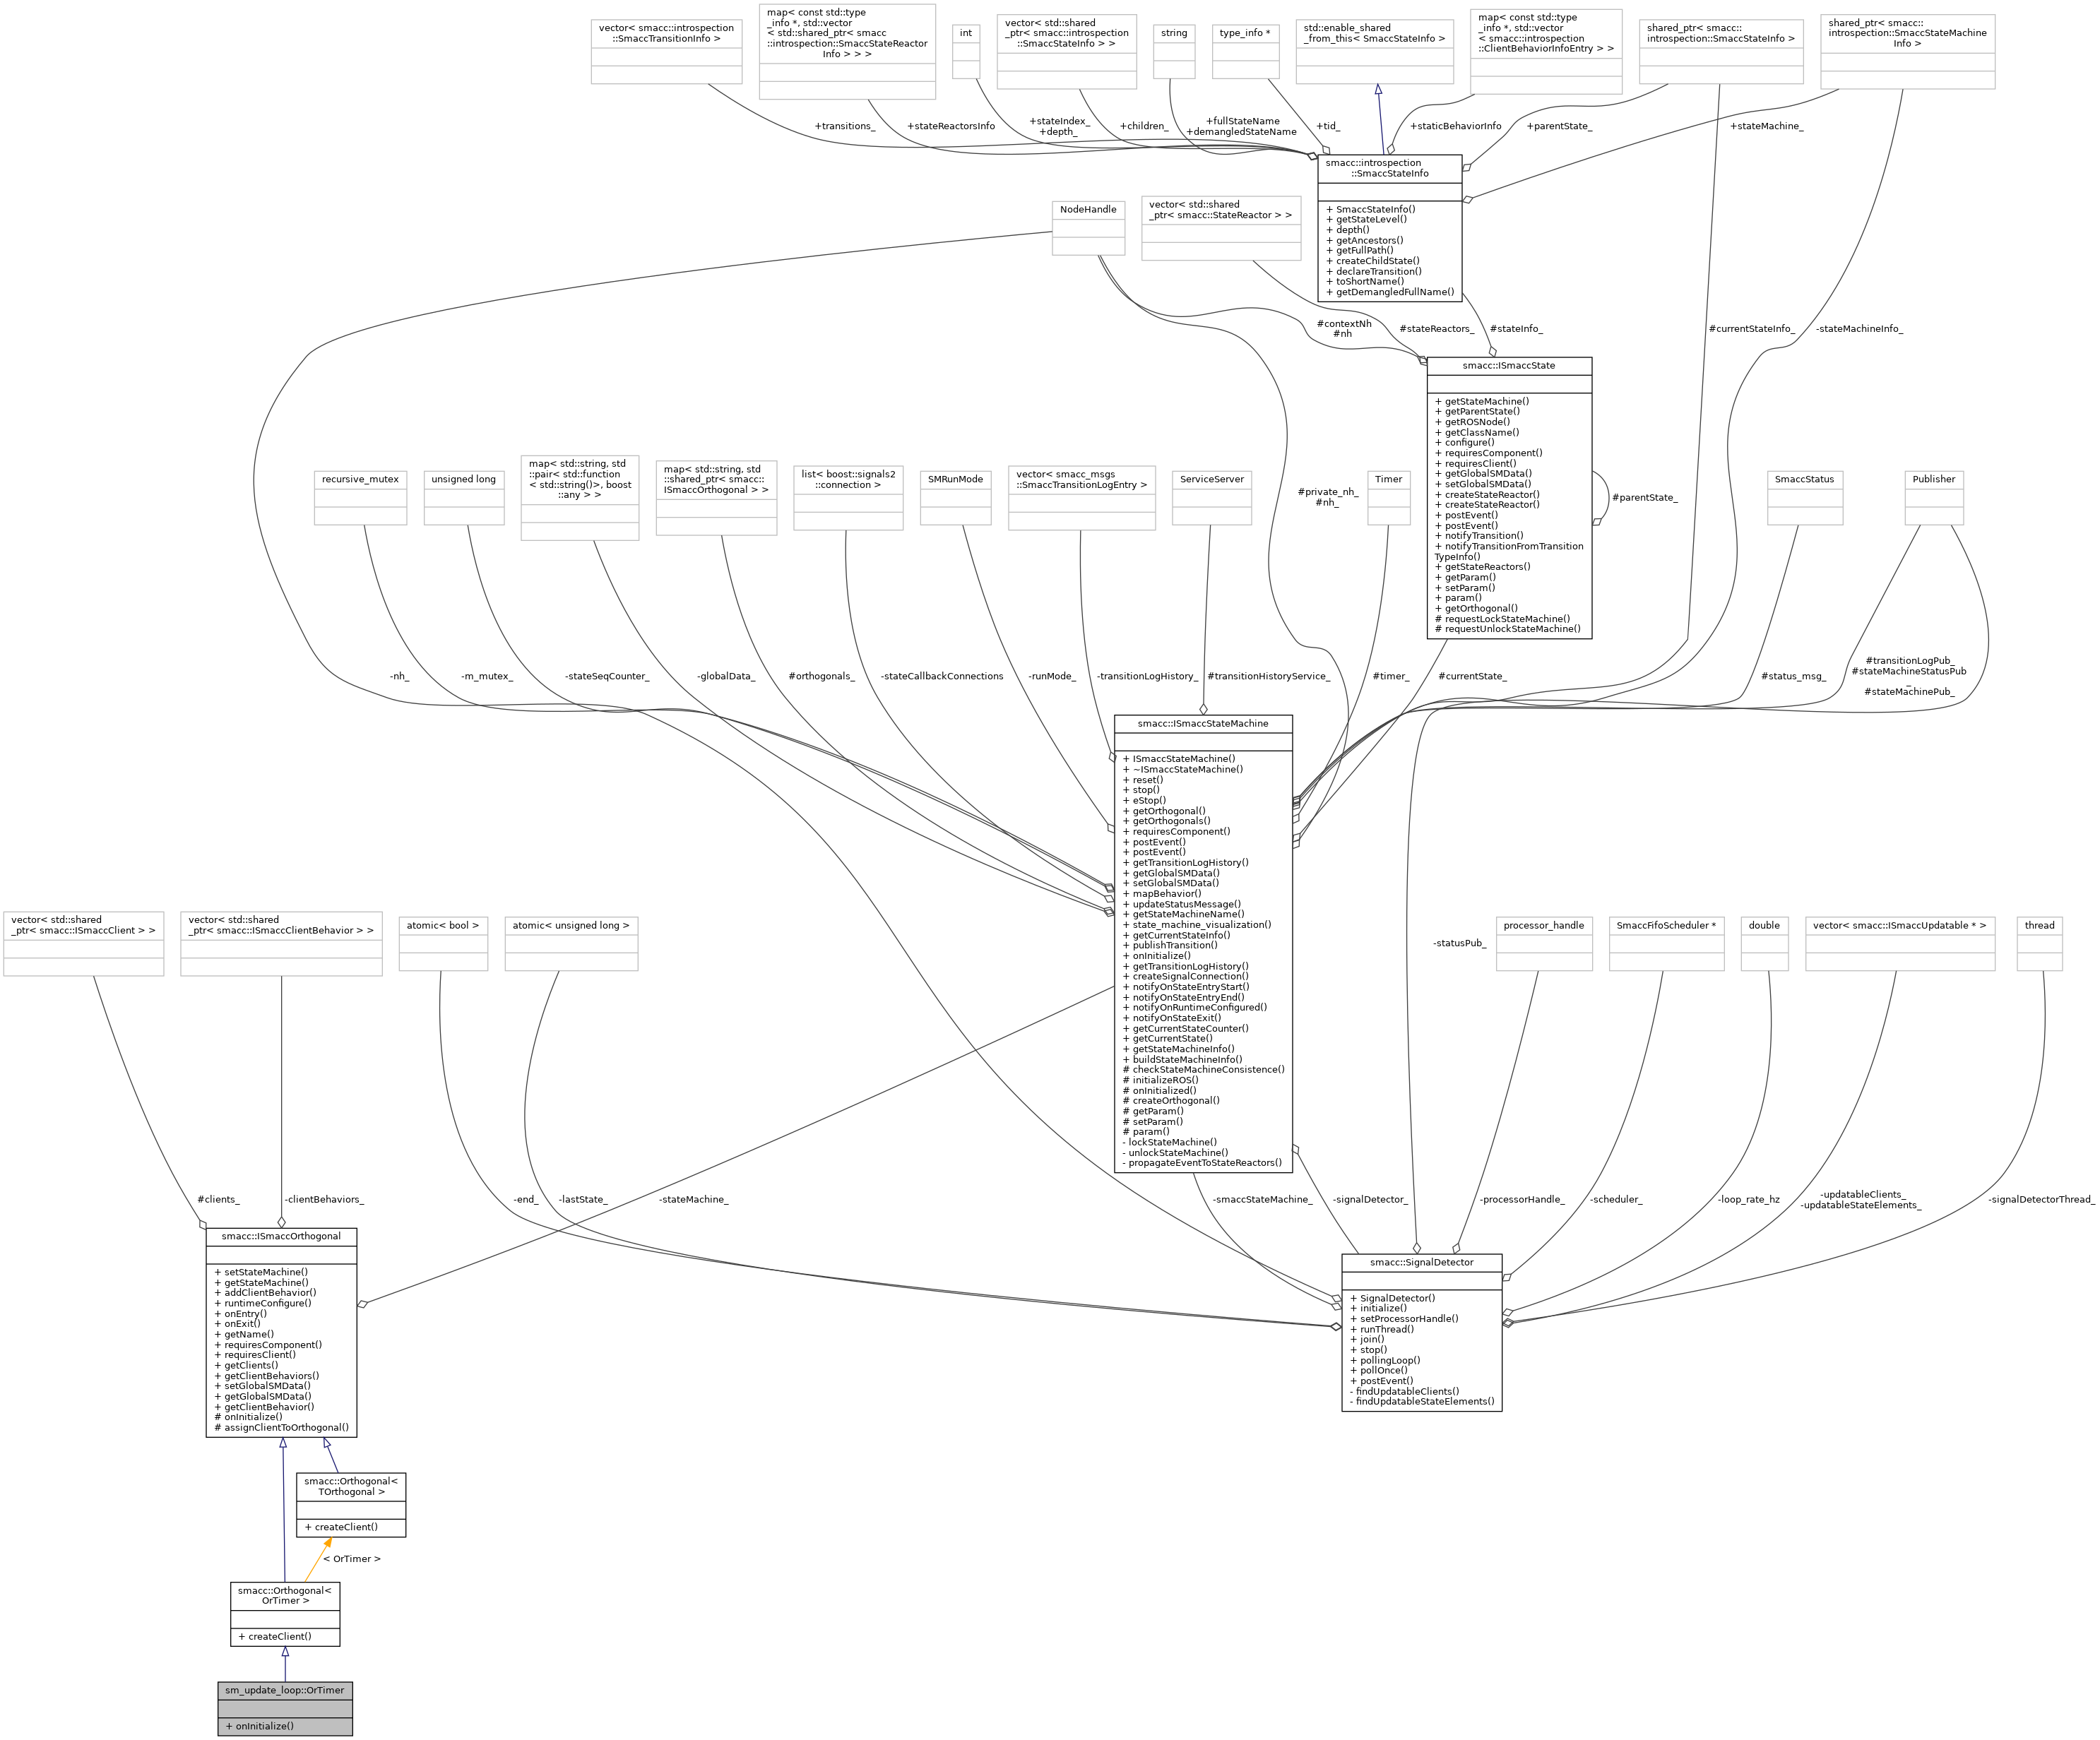 vector< smacc::introspection
::SmaccTransitionInfo >
map< const std::type
_info *, std::vector
< std::shared_ptr< smacc
::introspection::SmaccStateReactor
Info > > >
int
vector< std::shared
_ptr< smacc::introspection
::SmaccStateInfo > >
string
type_info *
std::enable_shared
_from_this< SmaccStateInfo >
map< const std::type
_info *, std::vector
< smacc::introspection
::ClientBehaviorInfoEntry > >
shared_ptr< smacc::
introspection::SmaccStateInfo >
shared_ptr< smacc::
introspection::SmaccStateMachine
Info >
+transitions_
+stateReactorsInfo
+stateIndex_
+depth_
+children_
+fullStateName
+demangledStateName
+tid_
+staticBehaviorInfo
+parentState_
+stateMachine_
smacc::introspection
::SmaccStateInfo
+ SmaccStateInfo()
+ getStateLevel()
+ depth()
+ getAncestors()
+ getFullPath()
+ createChildState()
+ declareTransition()
+ toShortName()
+ getDemangledFullName()
NodeHandle
vector< std::shared
_ptr< smacc::StateReactor > >
#contextNh
#nh
#stateReactors_
#stateInfo_
#currentStateInfo_
-stateMachineInfo_
smacc::ISmaccState
+ getStateMachine()
+ getParentState()
+ getROSNode()
+ getClassName()
+ configure()
+ requiresComponent()
+ requiresClient()
+ getGlobalSMData()
+ setGlobalSMData()
+ createStateReactor()
+ createStateReactor()
+ postEvent()
+ postEvent()
+ notifyTransition()
+ notifyTransitionFromTransition
TypeInfo()
+ getStateReactors()
+ getParam()
+ setParam()
+ param()
+ getOrthogonal()
# requestLockStateMachine()
# requestUnlockStateMachine()
#parentState_
recursive_mutex
unsigned long
map< std::string, std
::pair< std::function
< std::string()>, boost
::any > >
map< std::string, std
::shared_ptr< smacc::
ISmaccOrthogonal > >
list< boost::signals2
::connection >
SMRunMode
vector< smacc_msgs
::SmaccTransitionLogEntry >
ServiceServer
#private_nh_
#nh_
Timer
SmaccStatus
Publisher
-nh_
-m_mutex_
-stateSeqCounter_
-globalData_
#orthogonals_
-stateCallbackConnections
-runMode_
-transitionLogHistory_
#transitionHistoryService_
#timer_
#currentState_
#status_msg_
#transitionLogPub_
#stateMachineStatusPub
_
#stateMachinePub_
smacc::ISmaccStateMachine
+ ISmaccStateMachine()
+ ~ISmaccStateMachine()
+ reset()
+ stop()
+ eStop()
+ getOrthogonal()
+ getOrthogonals()
+ requiresComponent()
+ postEvent()
+ postEvent()
+ getTransitionLogHistory()
+ getGlobalSMData()
+ setGlobalSMData()
+ mapBehavior()
+ updateStatusMessage()
+ getStateMachineName()
+ state_machine_visualization()
+ getCurrentStateInfo()
+ publishTransition()
+ onInitialize()
+ getTransitionLogHistory()
+ createSignalConnection()
+ notifyOnStateEntryStart()
+ notifyOnStateEntryEnd()
+ notifyOnRuntimeConfigured()
+ notifyOnStateExit()
+ getCurrentStateCounter()
+ getCurrentState()
+ getStateMachineInfo()
+ buildStateMachineInfo()
# checkStateMachineConsistence()
# initializeROS()
# onInitialized()
# createOrthogonal()
# getParam()
# setParam()
# param()
- lockStateMachine()
- unlockStateMachine()
- propagateEventToStateReactors()
vector< std::shared
_ptr< smacc::ISmaccClient > >
vector< std::shared
_ptr< smacc::ISmaccClientBehavior > >
atomic< bool >
atomic< unsigned long >
-statusPub_
processor_handle
SmaccFifoScheduler *
double
vector< smacc::ISmaccUpdatable * >
thread
#clients_
-clientBehaviors_
-end_
-lastState_
-stateMachine_
-smaccStateMachine_
-signalDetector_
-processorHandle_
-scheduler_
-loop_rate_hz
-updatableClients_
-updatableStateElements_
-signalDetectorThread_
smacc::ISmaccOrthogonal
+ setStateMachine()
+ getStateMachine()
+ addClientBehavior()
+ runtimeConfigure()
+ onEntry()
+ onExit()
+ getName()
+ requiresComponent()
+ requiresClient()
+ getClients()
+ getClientBehaviors()
+ setGlobalSMData()
+ getGlobalSMData()
+ getClientBehavior()
# onInitialize()
# assignClientToOrthogonal()
smacc::SignalDetector
+ SignalDetector()
+ initialize()
+ setProcessorHandle()
+ runThread()
+ join()
+ stop()
+ pollingLoop()
+ pollOnce()
+ postEvent()
- findUpdatableClients()
- findUpdatableStateElements()
smacc::Orthogonal<
TOrthogonal >
+ createClient()
< OrTimer >
smacc::Orthogonal<
OrTimer >
+ createClient()
sm_update_loop::OrTimer
+ onInitialize()